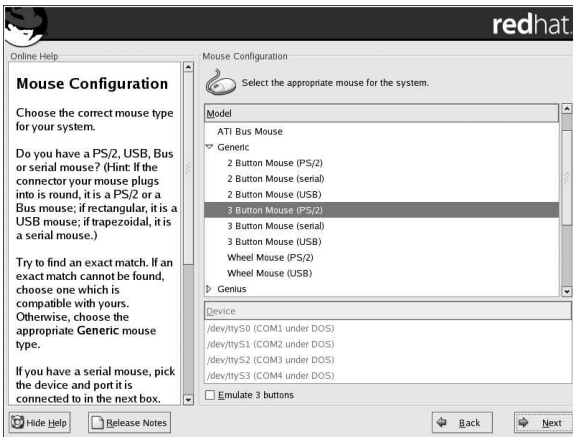 redhat.
Online Help
Mouse Configuration
Choose the correct mouse type
for your system.
Do you have a PS/2, USB, Bus
or serial mouse? (Hint: If the
connector your mouse plugs
into is round, it is a PS/2 or a
Bus mouse; if rectangular, it is a
USB mouse; if trapezoidal, it is
a serial mouse.)
Try to find an exact match. If an
exact match cannot be found,
choose one which is
compatible with yours.
Otherwise, choose the
appropriate Generic mouse
type.
If you have a serial mouse, pick
the device and port it is
connected to in the next box.
Mouse Configuration
Select the appropriate mouse for the system.
Model
ATI Bus Mouse
Generic
2 Button Mouse (PS/2)
2 Button Mouse (serial)
2 Button Mouse (USB)
3 Button Mouse (PS/2)
3 Button Mouse (serial)
3 Button Mouse (USB)
Wheel Mouse (PS/2)
Wheel Mouse (USB)
Genius
Device
/dev/ttyS0 (COM1 under DOS)
/dev/ttyS1 (COM2 under DOS)
/dev/ttyS2 (COM3 under DOS)
/dev/ttyS3 (COM4 under DOS)
Emulate 3 buttons
Hide Help
Release Notes
Back
Next